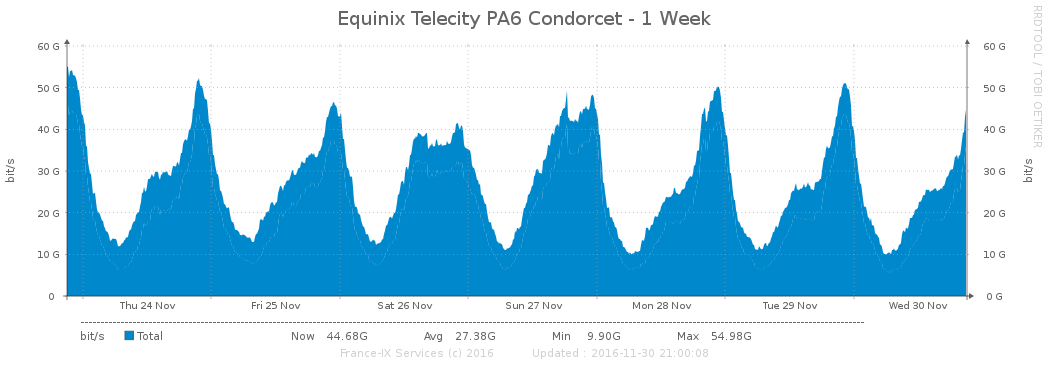 Equinix Telecity PA6 Condorcet - 1 Week
RRDTOOL / TOBI OETIKER
bit/s
60 G 60 G
50 G 50 G
40 G 40 G
30 G 30 G
20 G 20 G
10 G 10 G
0 0 G
bit/s
Thu 24 Nov Fri 25 Nov Sat 26 Nov Sun 27 Nov Mon 28 Nov Tue 29 Nov Wed 30 Nov
bit/s Total Now 44.68G Avg 27.38G Min 9.90G Max 54.98G
France-IX Services (c) 2016 Updated : 2016-11-30 21:00:08